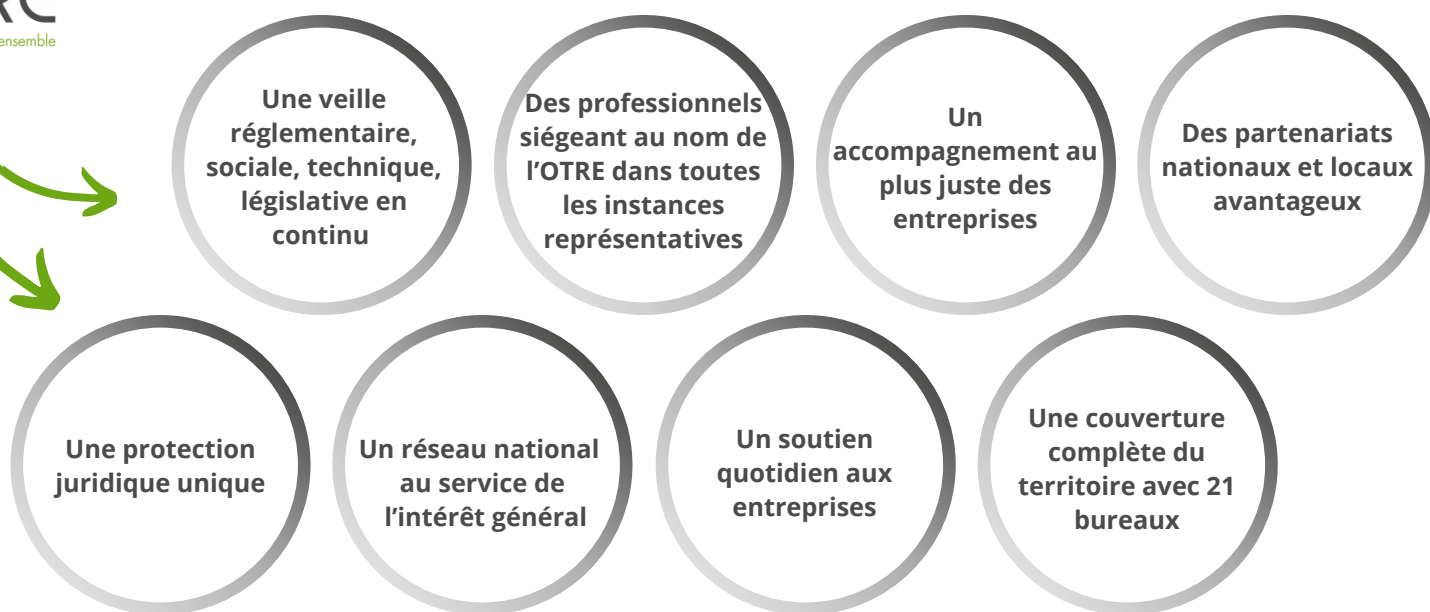 ensemble
Une veille
réglementaire,
sociale, technique,
législative en
continu
Des professionnels
siégeant au nom de
l’OTRE dans toutes
les instances
représentatives
Un
accompagnement au
plus juste des
entreprises
Des partenariats
nationaux et locaux
avantageux
Une protection
juridique unique
Un réseau national
au service de
l’intérêt général
Un soutien
quotidien aux
entreprises
Une couverture
complète du
territoire avec 21
bureaux